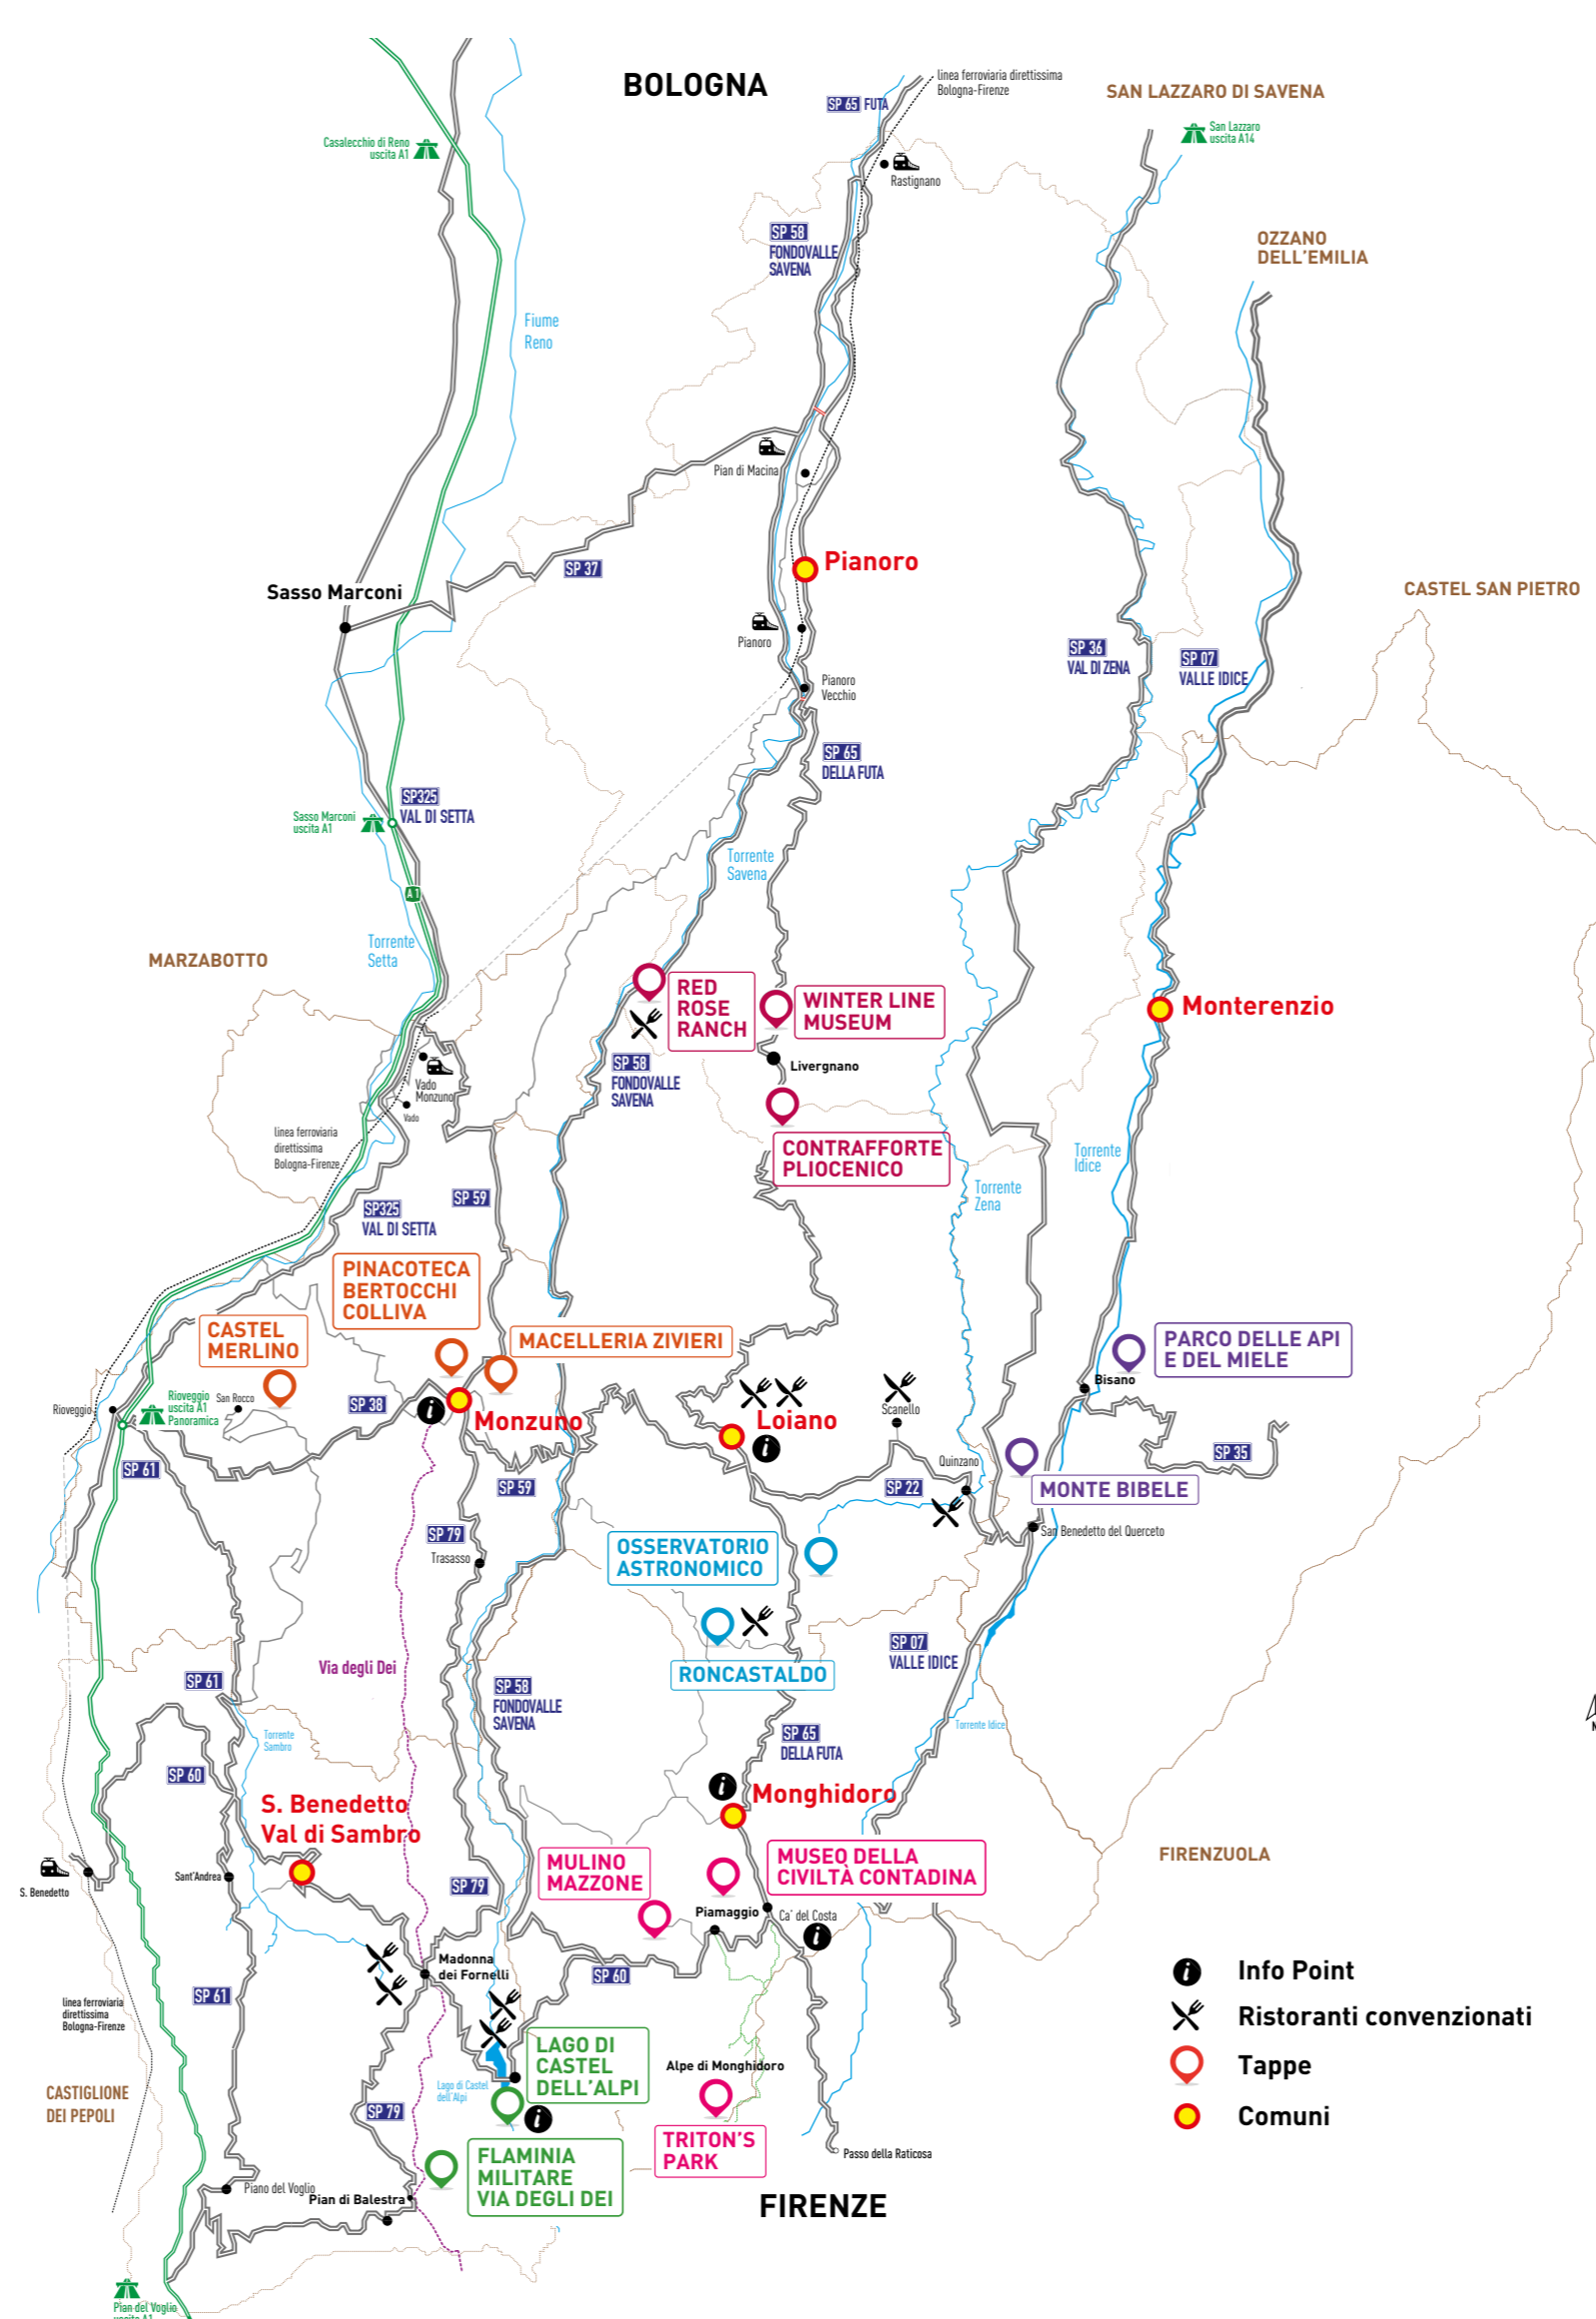 BOLOGNA
linea ferroviaria direttissima
Bologna-Firenze
SP 65 FUTA
SAN LAZZARO DI SAVENA
San Lazzaro
uscita A14
Casalecchio di Reno
uscita A1
Rastignano
SP 58
FONDOVALLE
SAVENA
OZZANO
DELL'EMILIA
Fiume
Reno
Pian di Macina
SP 37
Pianoro
Sasso Marconi
CASTEL SAN PIETRO
Pianoro
SP 36
VAL DI ZENA
SP 07
VALLE IDICE
Pianoro
Vecchio
SP 65
DELLA FUTA
SP325
VAL DI SETTA
Sasso Marconi
uscita A1
Torrente
Savena
A 1
Torrente
Setta
MARZABOTTO
RED
ROSE
RANCH
WINTER LINE
MUSEUM
Monterenzio
Livergnano
SP 58
FONDOVALLE
SAVENA
Vado
Monzuno
Vado
linea ferroviaria
direttissima
Bologna-Firenze
CONTRAFFORTE
PLIOCENICO
Torrente
Idice
Torrente
Zena
SP 59
SP325
VAL DI SETTA
PINACOTECA
BERTOCCHI
COLLIVA
CASTEL
MERLINO
MACELLERIA ZIVIERI
PARCO DELLE API
E DEL MIELE
Bisano
Rioveggio
Rioveggio
uscita A1
Panoramica
San Rocco
SP 38
Monzuno
Loiano
Scanello
SP 61
SP 59
Quinzano
SP 22
SP 35
MONTE BIBELE
San Benedetto del Querceto
SP 79
Trasasso
OSSERVATORIO
ASTRONOMICO
Via degli Dei
RONCASTALDO
SP 07
VALLE IDICE
SP 61
SP 58
FONDOVALLE
SAVENA
Torrente
Sambro
SP 65
DELLA FUTA
Torrente Idice
SP 60
S. Benedetto
Val di Sambro
Monghidoro
S. Benedetto
Sant'Andrea
SP 79
MULINO
MAZZONE
MUSEO DELLA
CIVILTÀ CONTADINA
FIRENZUOLA
Piamaggio
Ca' del Costa
Madonna
dei Fornelli
SP 60
SP 61
linea ferroviaria
direttissima
Bologna-Firenze
Info Point
Ristoranti convenzionati
Tappe
Comuni
LAGO DI
CASTEL
DELL'ALPI
Lago di Castel
dell'Alpi
Alpe di Monghidoro
CASTIGLIONE
DEI PEPOLI
SP 79
TRITON'S
PARK
Passo della Raticosa
FLAMINIA
MILITARE
VIA DEGLI DEI
Piano del Voglio
Pian di Balestra
FIRENZE
Pian del Voglio
uscita A1